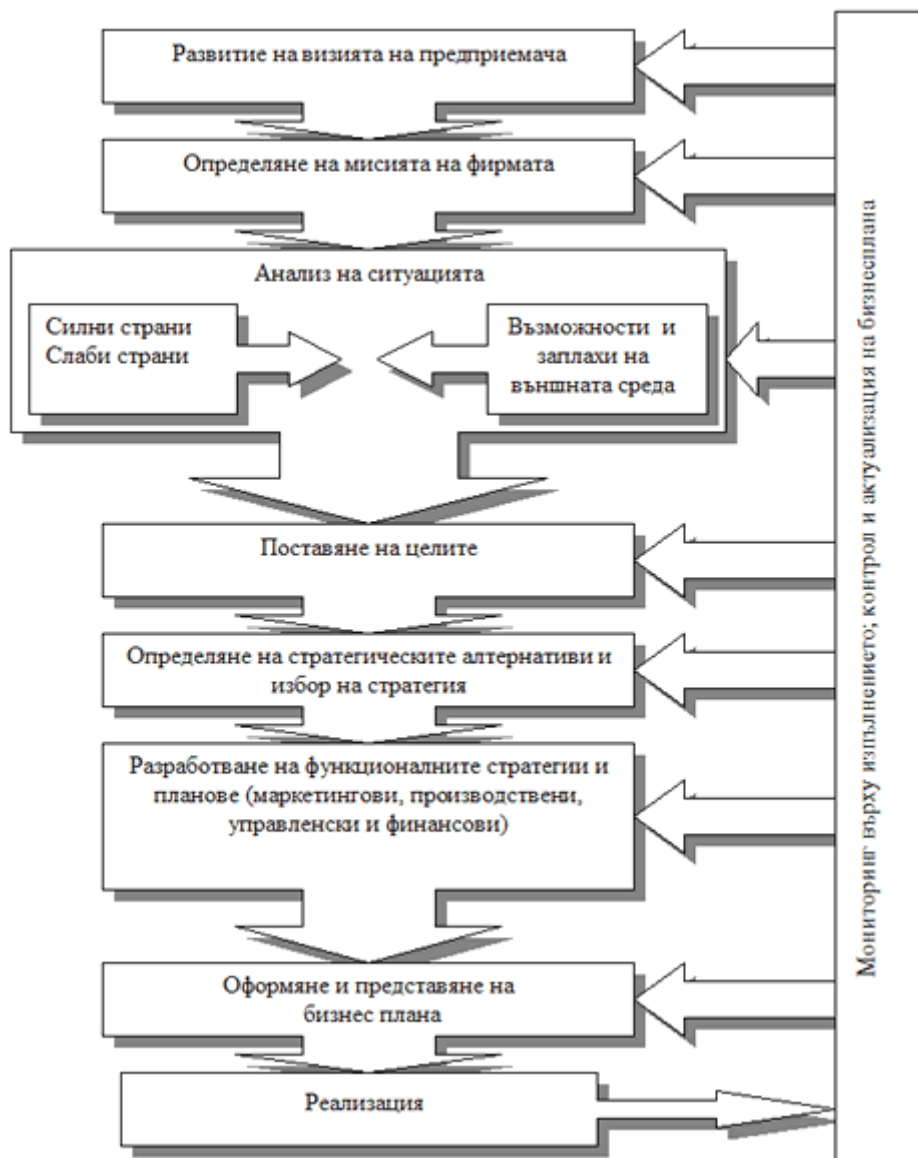 Развитие на визията на предприемача
Определяне на мисията на фирмата
Анализ на ситуацията
Силни страни
Слаби страни
Възможности и
заплахи на
външната среда
Поставяне на целите
Определяне на стратегическите алтернативи и
избор на стратегия
Разработване на функционалните стратегии и
планове (маркетингови, производствени,
управленски и финансови)
Оформяне и представяне на
бизнес плана
Реализация
Мониторинг върху изпълнението; контрол и актуализация на бизнесплана